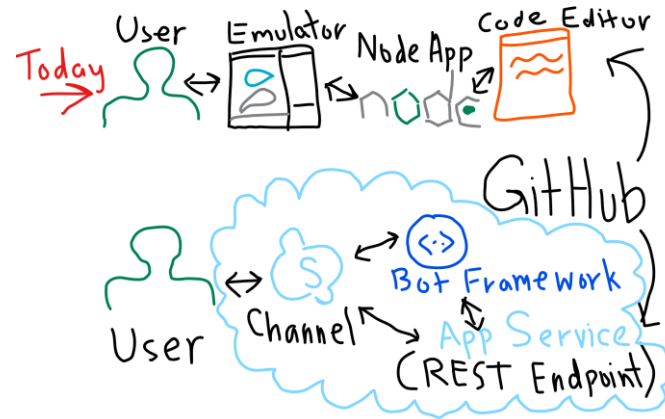 Today
User
Emulator
Node App
Code Editor
node
GitHub
User
S
Channel
<··>
Bot Framework
App Service
(REST Endpoint)